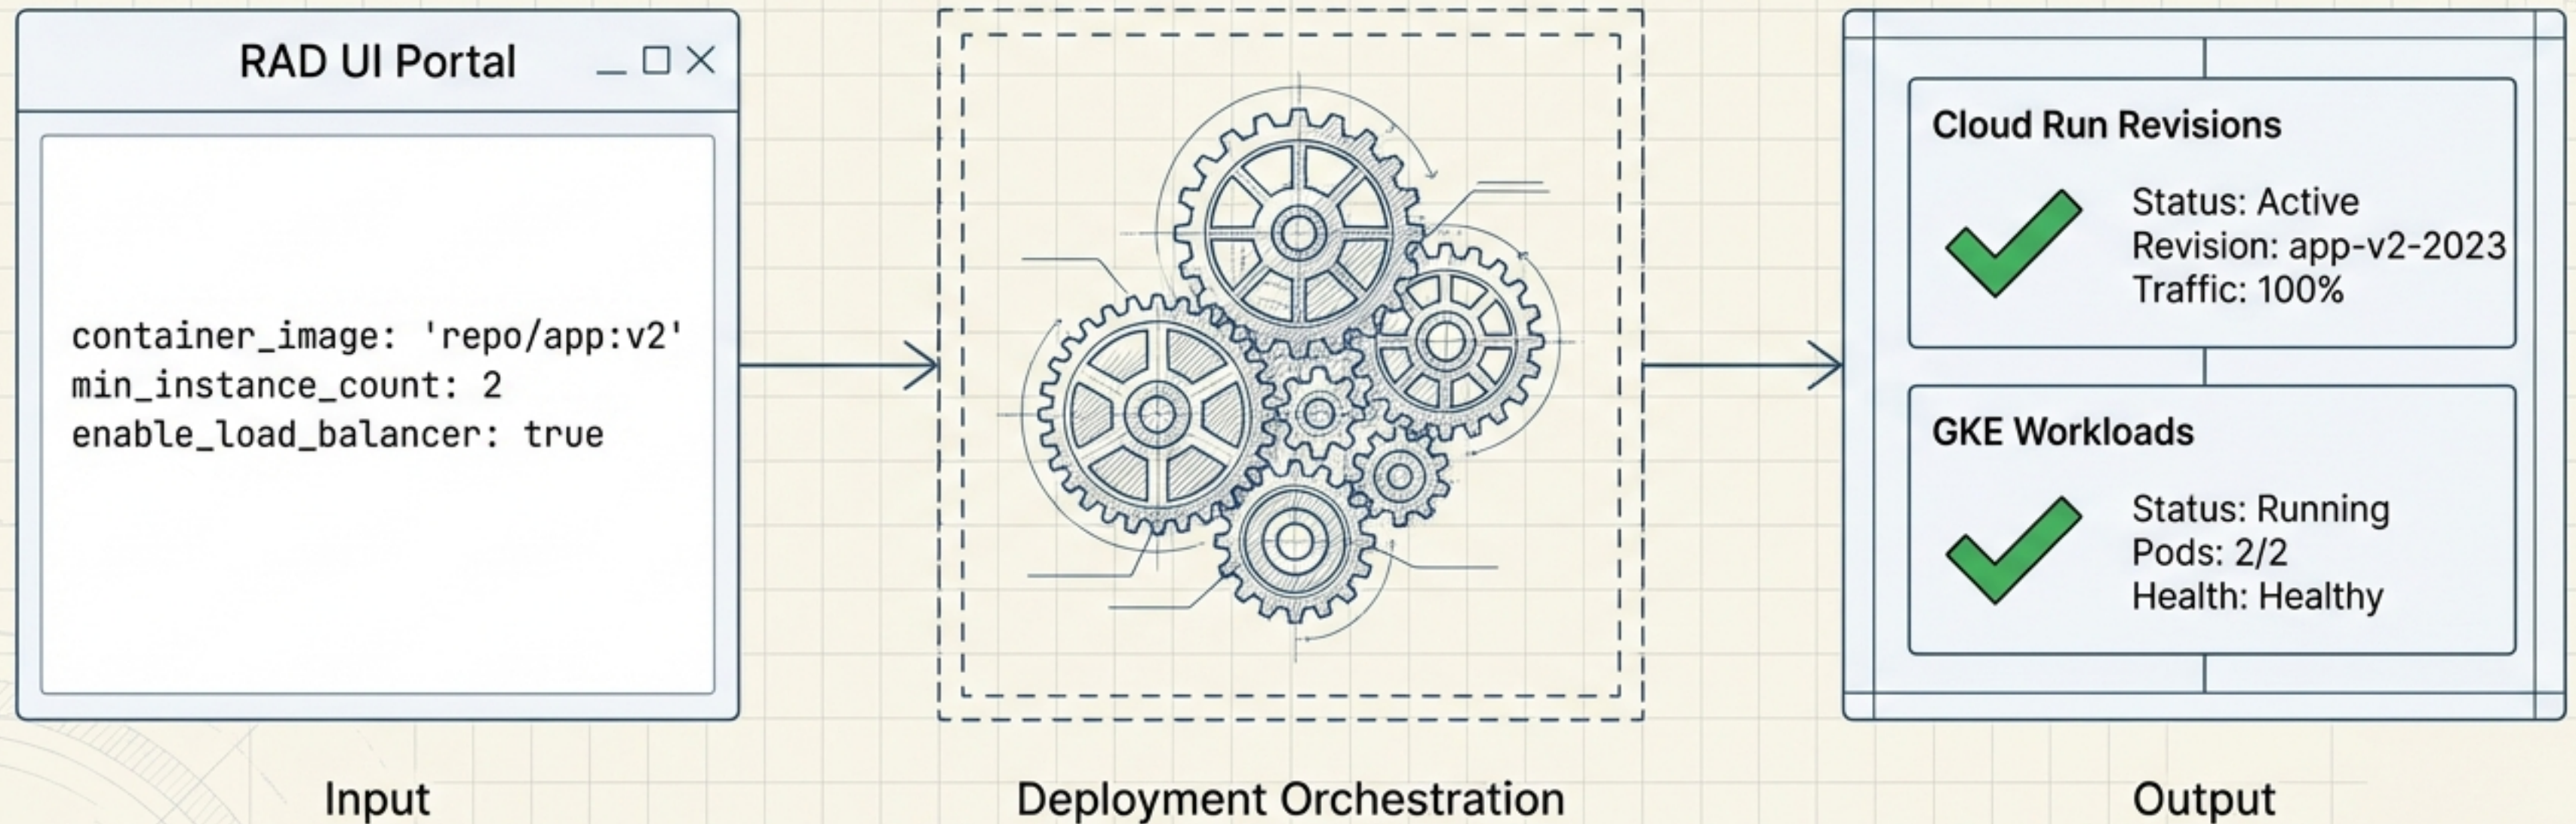 RAD UI Portal
container_image: 'repo/app:v2'
min_instance_count: 2
enable_load_balancer: true
Input
Deployment Orchestration
Cloud Run Revisions
Status: Active
Revision: app-v2-2023
Traffic: 100%
GKE Workloads
Status: Running
Pods: 2/2
Health: Healthy
Output